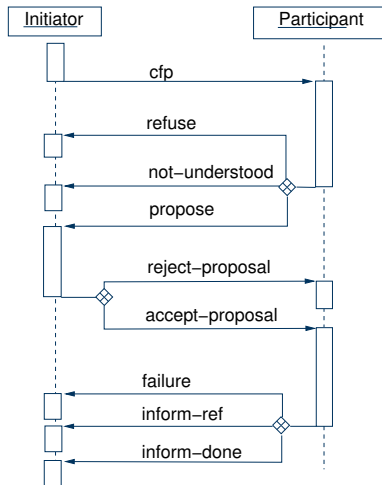 Initiator
Participant
cfp
refuse
not−understood
propose
reject−proposal
accept−proposal
failure
inform−ref
inform−done